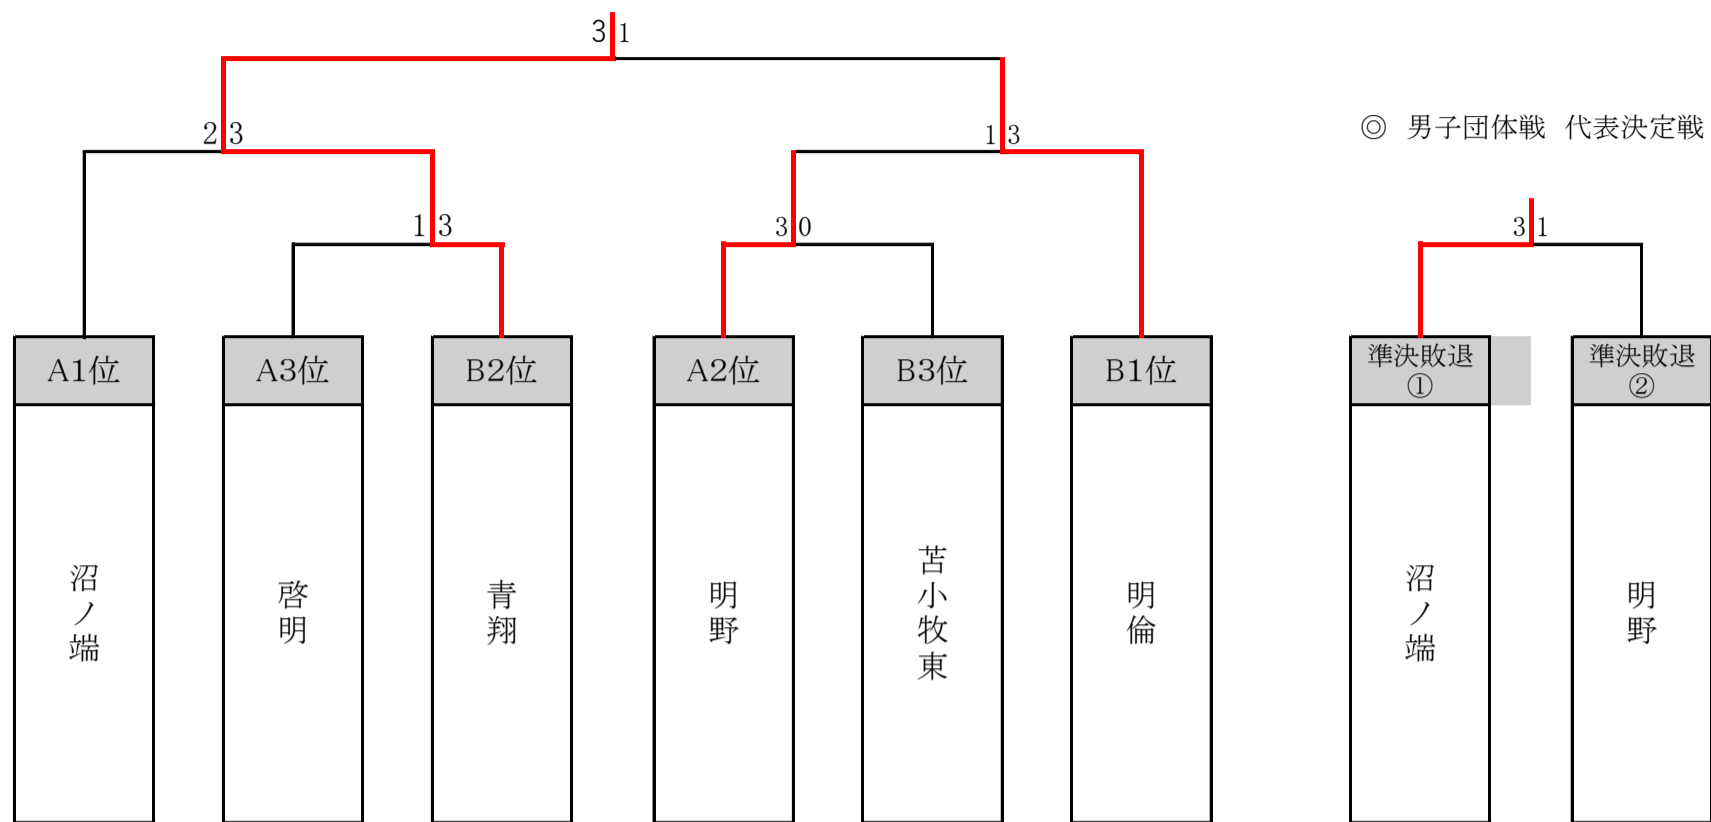 3 1
2 3
1 3
◎ 男子団体戦 代表決定戦
1 3
3 0
3 1
A1位
A3位
B2位
A2位
B3位
B1位
準決敗退
①
準決敗退
②
沼ノ端
啓明
青翔
明野
苫小牧東
明倫
沼ノ端
明野